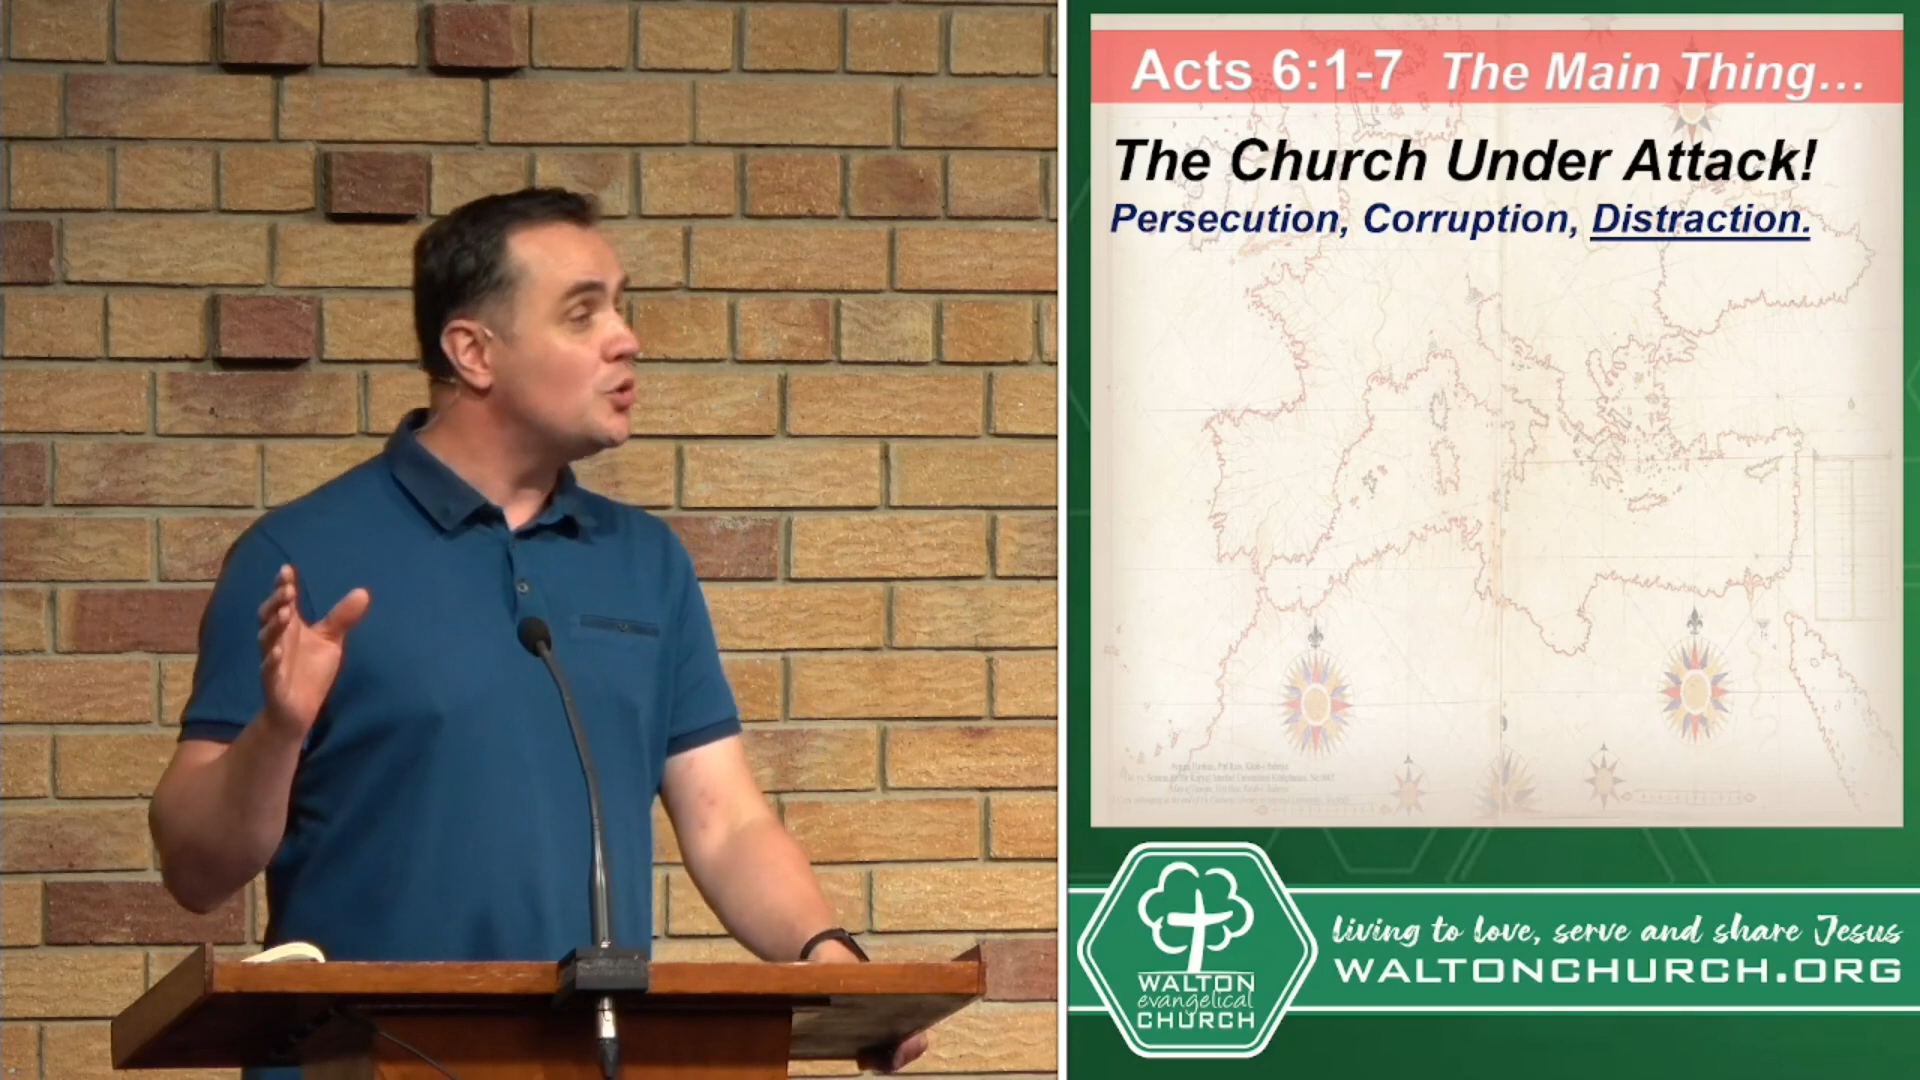 Acts 6:1-7 The Main Thing...
The Church Under Attack!
Persecution, Corruption, Distraction.
living to love, serve and share Jesus
WALTONCHURCH.ORG
WALTON
evangelical
CHURCH